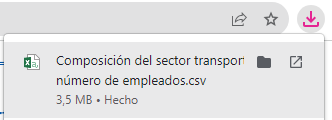 Composición del sector transport
número de empleados.csv
3,5 MB • Hecho